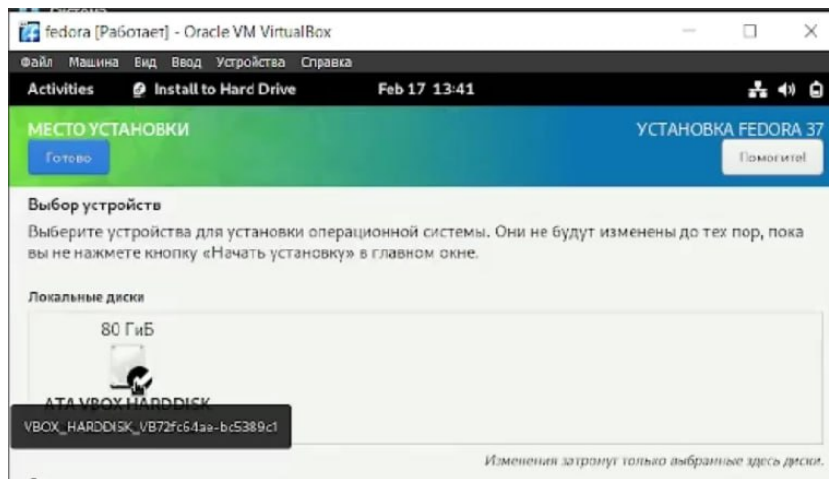 fedora [Работает] - Oracle VM VirtualBox
Файл Машина Вид Ввод Устройства Справка
Activities Install to Hard Drive Feb 17 13:41
МЕСТО УСТАНОВКИ
УСТАНОВКА FEDORA 37
Готово
Помогите!
Выбор устройств
Выберите устройства для установки операционной системы. Они не будут изменены до тех пор, пока
вы не нажмете кнопку «Начать установку» в главном окне.
Локальные диски
80 ГиБ
ATA VBOX HARDDISK
VBOX_HARDDISK_VB72fc64ae-bc5389c1
Изменения затронут только выбранные здесь диски.